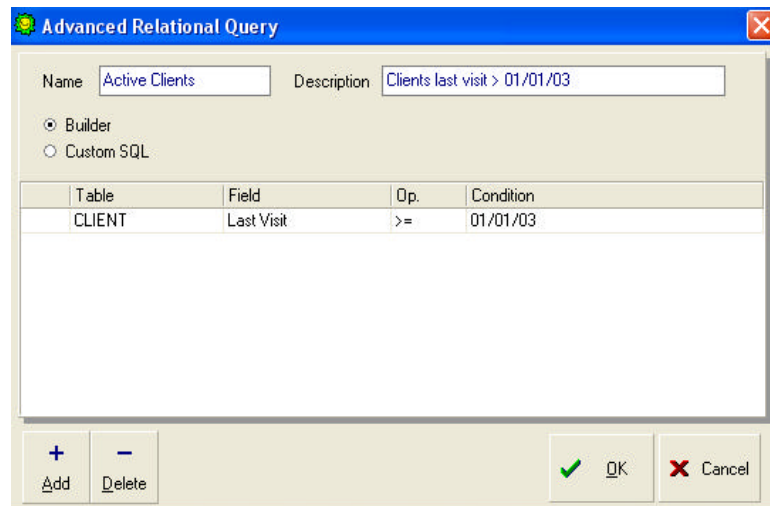 Advanced Relational Query
Name Active Clients Description Clients last visit > 01/01/03
Builder
Custom SQL
Table Field Op. Condition
CLIENT Last Visit >= 01/01/03
+ −
Add Delete OK Cancel